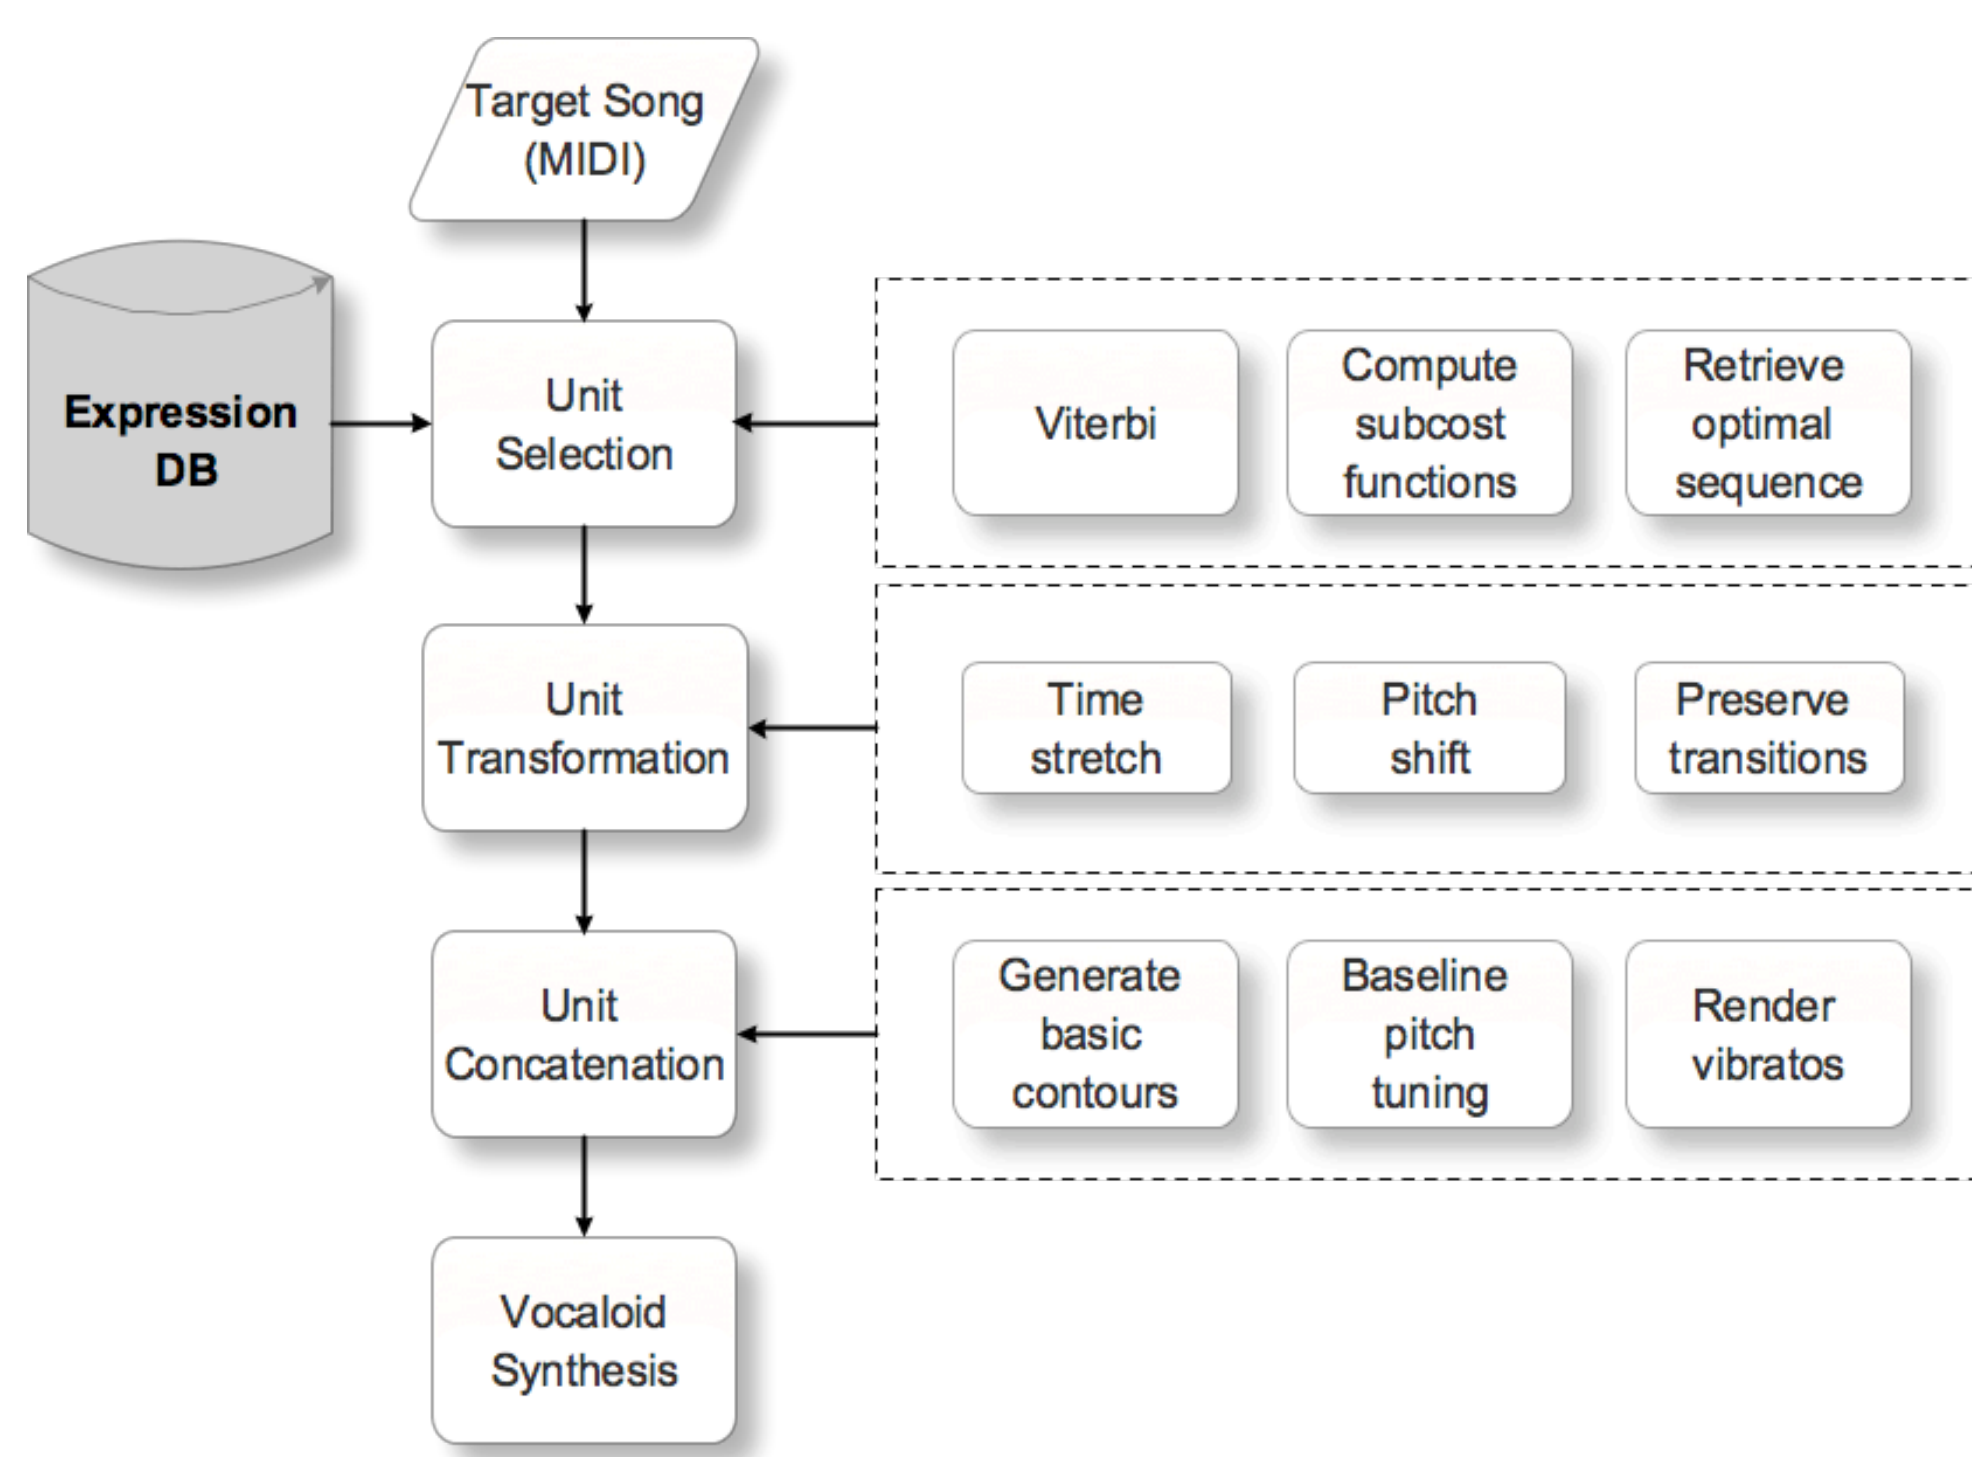 Target Song
(MIDI)
Expression
DB
Unit
Selection
Viterbi
Compute
subcost
functions
Retrieve
optimal
sequence
Unit
Transformation
Time
stretch
Pitch
shift
Preserve
transitions
Unit
Concatenation
Generate
basic
contours
Baseline
pitch
tuning
Render
vibratos
Vocaloid
Synthesis